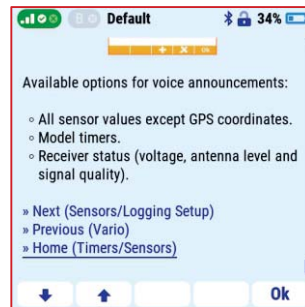 B Default 34%
+ X Ok
Available options for voice announcements:
◦ All sensor values except GPS coordinates.
◦ Model timers.
◦ Receiver status (voltage, antenna level and
signal quality).
» Next (Sensors/Logging Setup)
» Previous (Vario)
» Home (Timers/Sensors)
Ok